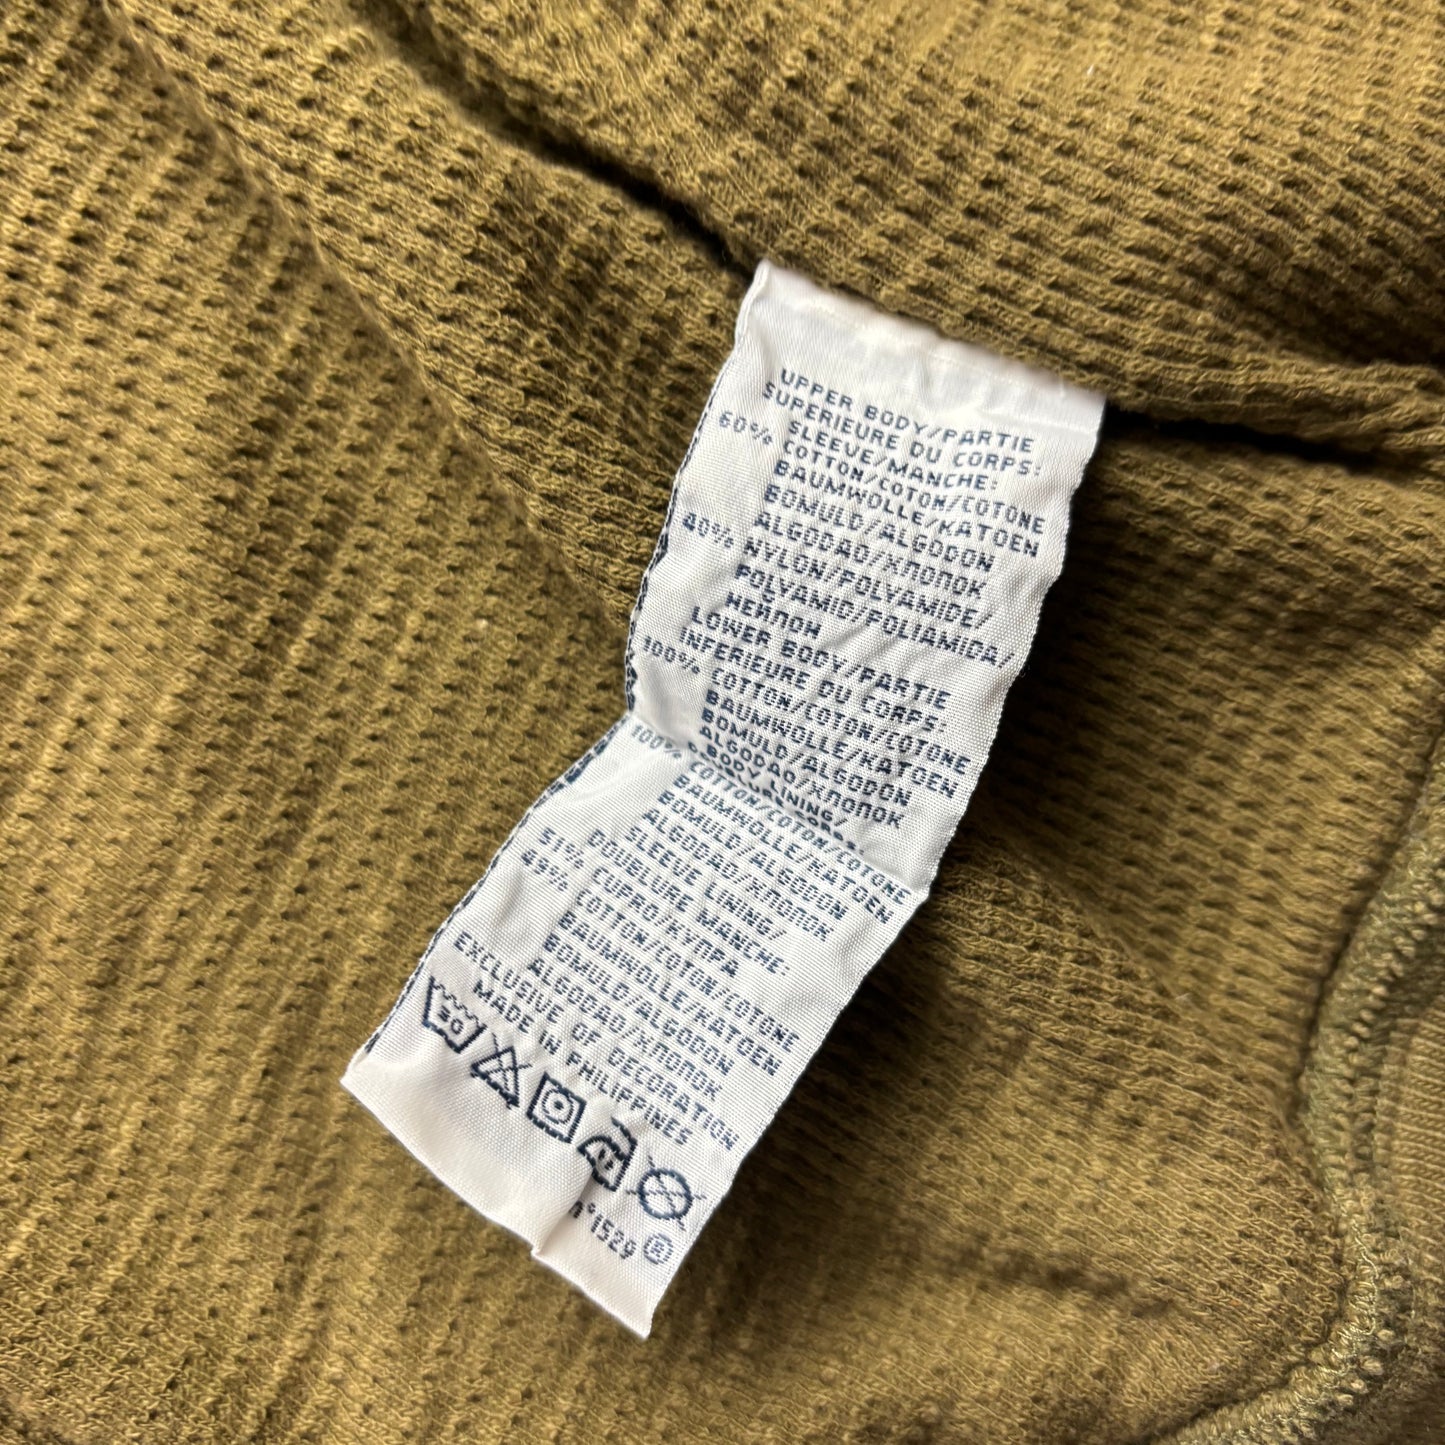 UPPER BODY/PARTIE
SUPERIEURE DU CORPS:
SLEEVE/MANCHE:
60% COTTON/COTON/COTONE
BAUMWOLLE/KATOEN
BOMULD/ALGODON
ALGODAO/ХЛОПОК
40% NYLON/POLYAMIDE/
POLYAMID/POLIAMIDA/
НЕЙЛОН
LOWER BODY/PARTIE
INFERIEURE DU CORPS:
100% COTTON/COTON/COTONE
BAUMWOLLE/KATOEN
BOMULD/ALGODON
ALGODAO/ХЛОПОК
BODY LINING/
100% COTTON/COTON/COTONE
BAUMWOLLE/KATOEN
BOMULD/ALGODON
ALGODAO/ХЛОПОК
SLEEVE LINING/
DOUBLURE MANCHE:
51% CUPRO/КУПРА
49% COTTON/COTON/COTONE
BAUMWOLLE/KATOEN
BOMULD/ALGODON
ALGODAO/ХЛОПОК
EXCLUSIVE OF DECORATION
MADE IN PHILIPPINES
30
n°1529 ®